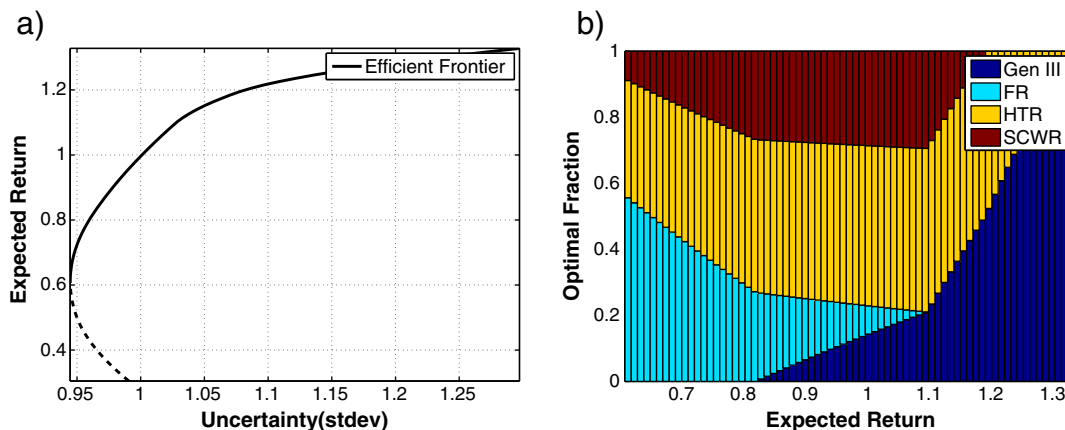 a)
Efficient Frontier
1.2
1
0.8
0.6
0.4
Expected Return
0.95
1
1.05
1.1
1.15
1.2
1.25
Uncertainty(stdev)
b)
Gen III
FR
HTR
SCWR
1
0.8
0.6
0.4
0.2
0
Optimal Fraction
0.7
0.8
0.9
1
1.1
1.2
1.3
Expected Return